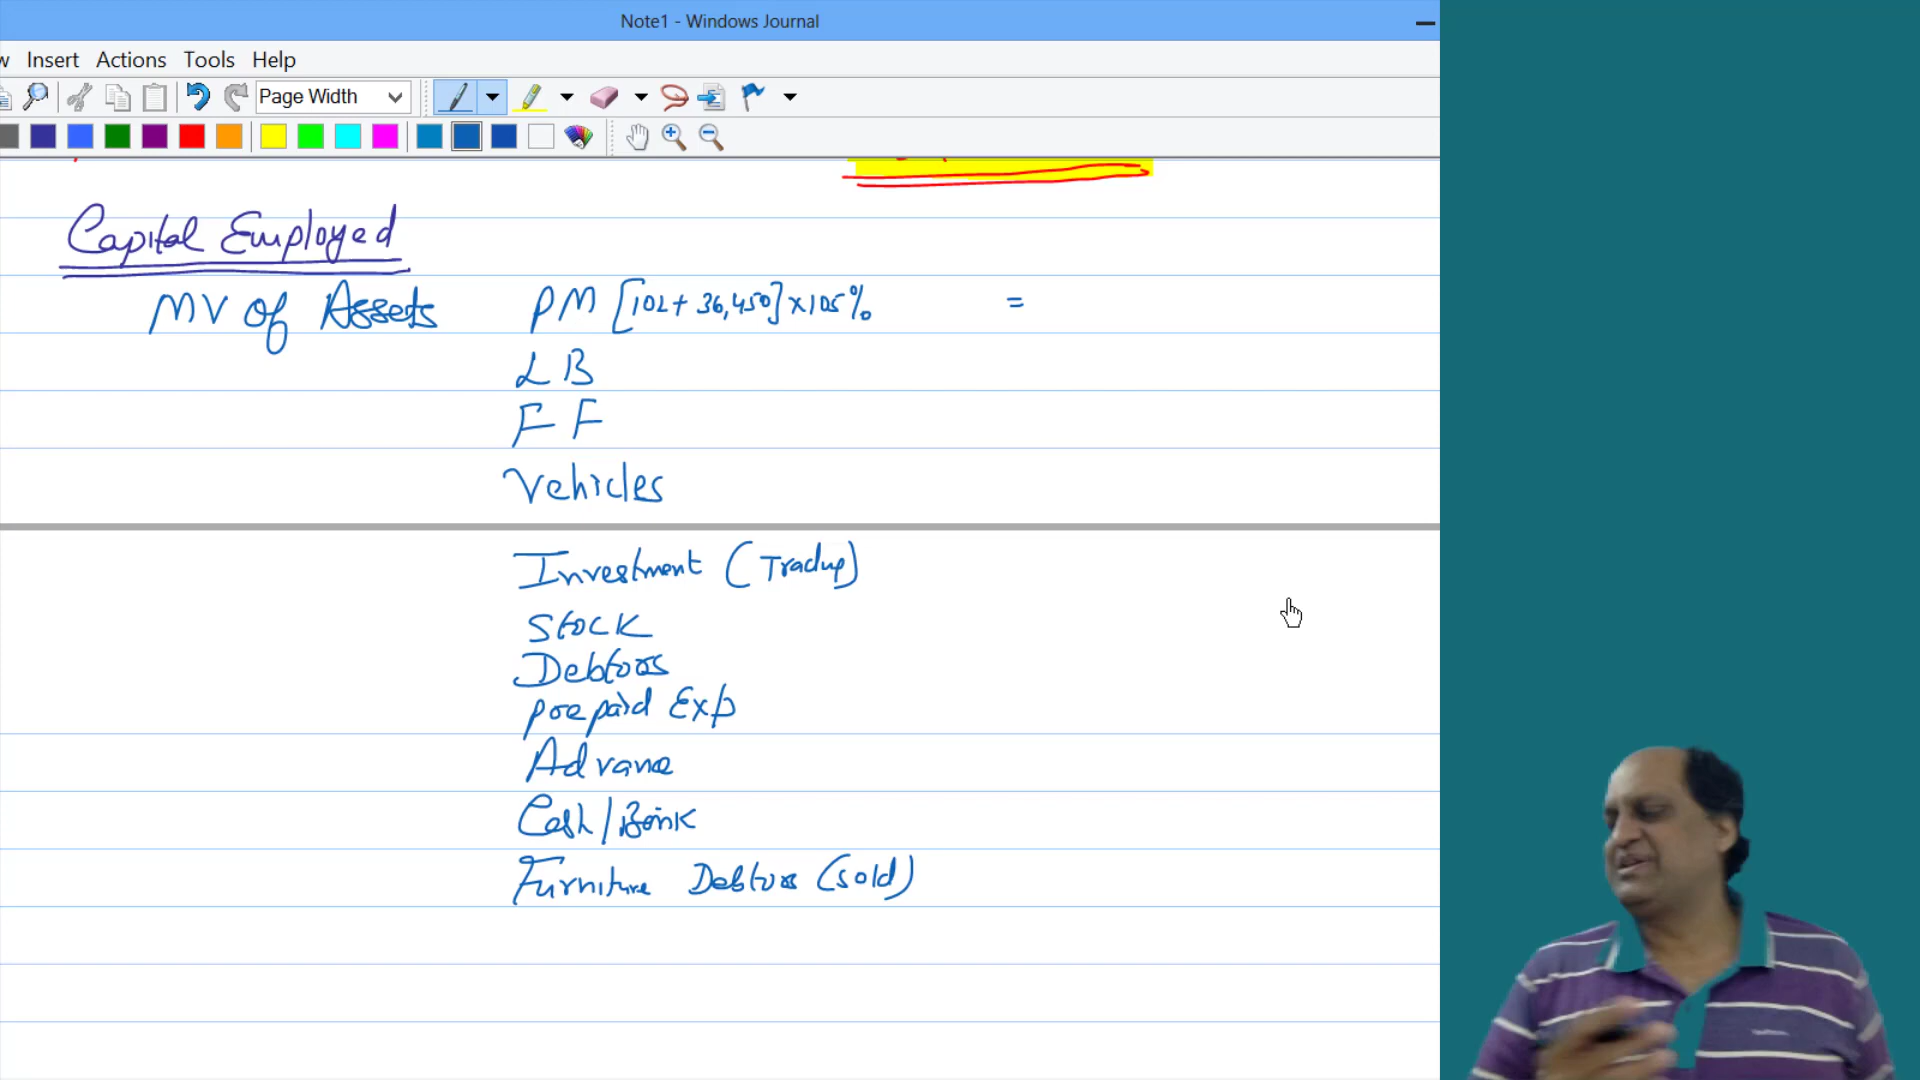 Note1 - Windows Journal
w Insert Actions Tools Help
Page Width
Capital Employed
MV of Assets PM [10L + 36,450] x 105% =
LB
FF
Vehicles
Investment (Trading)
Stock
Debtors
Prepaid Exp
Advance
Cash/Bank
Furniture Debtors (Sold)